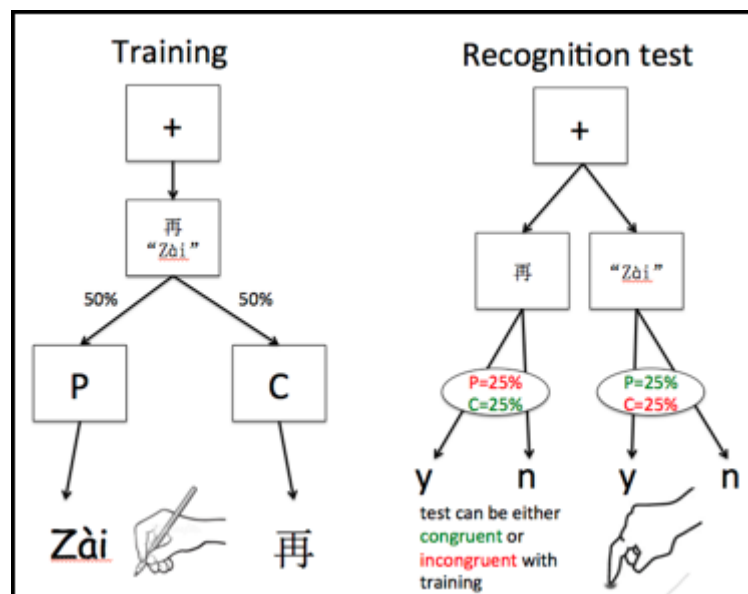 Training
+
再
“Zài”
50%
50%
P
C
Zài
再
Recognition test
+
再
“Zài”
P=25%
C=25%
P=25%
C=25%
y
n
y
n
test can be either
congruent or
incongruent with
training